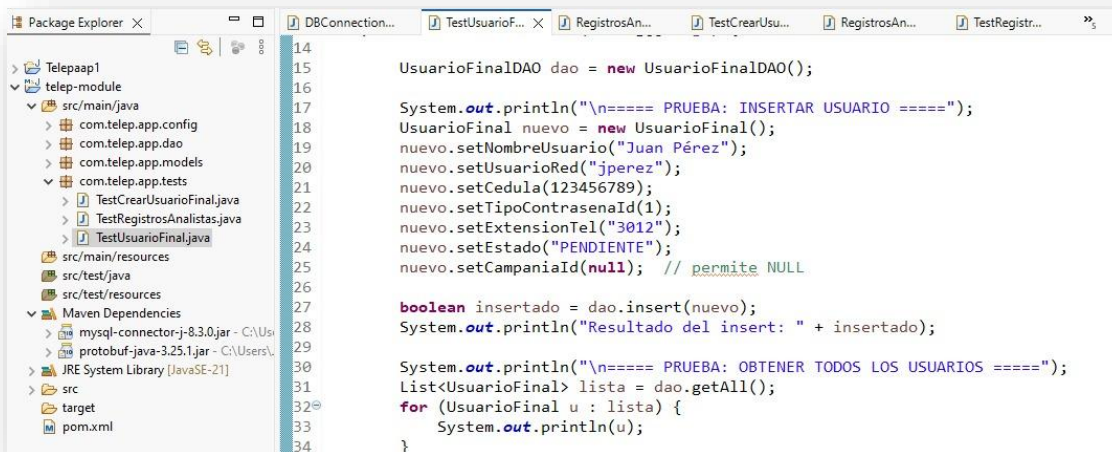 Package Explorer
Telepaap1
telep-module
src/main/java
com.telep.app.config
com.telep.app.dao
com.telep.app.models
com.telep.app.tests
TestCrearUsuarioFinal.java
TestRegistrosAnalistas.java
TestUsuarioFinal.java
src/main/resources
src/test/java
src/test/resources
Maven Dependencies
mysql-connector-j-8.3.0.jar - C:\Us
protobuf-java-3.25.1.jar - C:\Users\.
JRE System Library [JavaSE-21]
src
target
pom.xml
DBConnection... TestUsuarioF... RegistrosAn... TestCrearUsu... RegistrosAn... TestRegistr... »5
14
15 UsuarioFinalDAO dao = new UsuarioFinalDAO();
16
17 System.out.println("\n===== PRUEBA: INSERTAR USUARIO =====");
18 UsuarioFinal nuevo = new UsuarioFinal();
19 nuevo.setNombreUsuario("Juan Pérez");
20 nuevo.setUsuarioRed("jperez");
21 nuevo.setCedula(123456789);
22 nuevo.setTipoContrasenaId(1);
23 nuevo.setExtensionTel("3012");
24 nuevo.setEstado("PENDIENTE");
25 nuevo.setCampaniaId(null); // permite NULL
26
27 boolean insertado = dao.insert(nuevo);
28 System.out.println("Resultado del insert: " + insertado);
29
30 System.out.println("\n===== PRUEBA: OBTENER TODOS LOS USUARIOS =====");
31 List<UsuarioFinal> lista = dao.getAll();
32 for (UsuarioFinal u : lista) {
33 System.out.println(u);
34 }